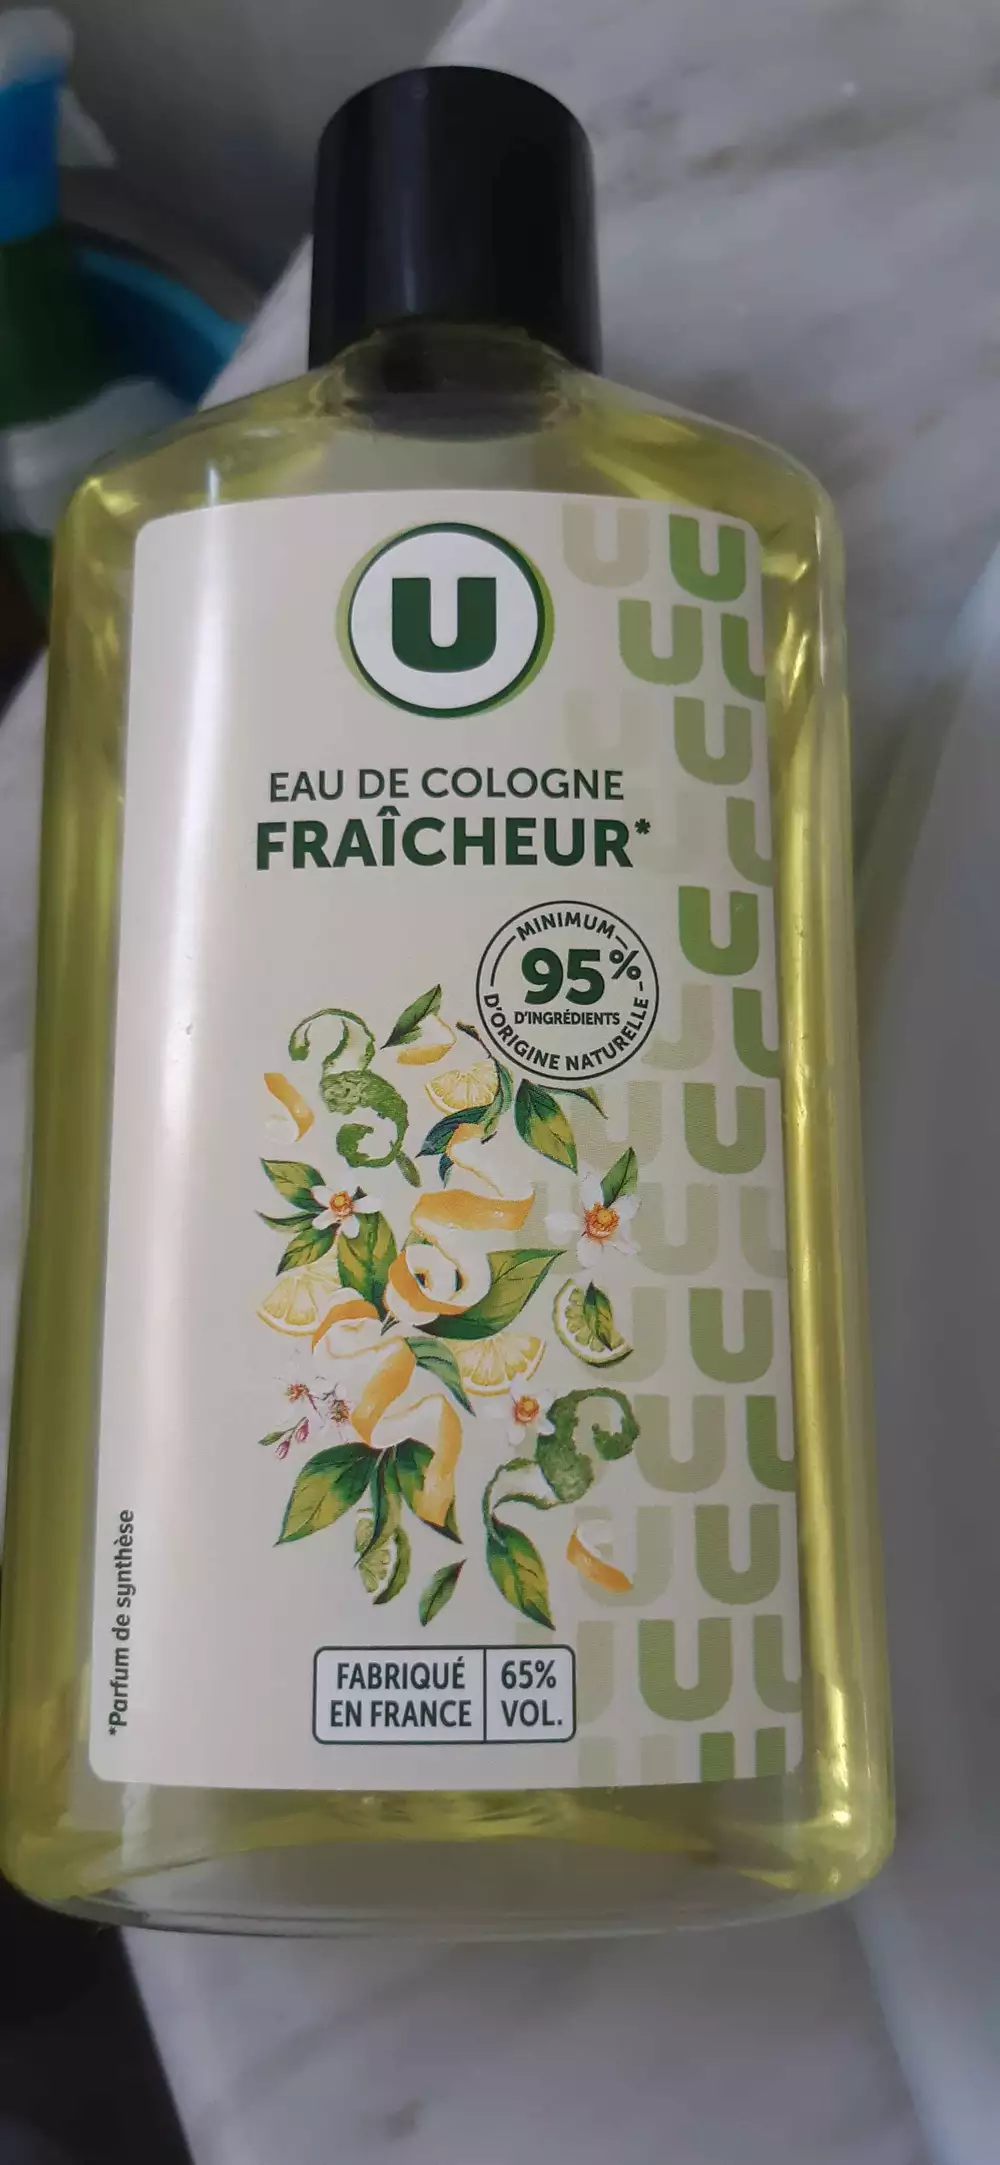 U
EAU DE COLOGNE
FRAÎCHEUR*
MINIMUM
95%
D'INGRÉDIENTS
D'ORIGINE NATURELLE
*Parfum de synthèse
FABRIQUÉ
EN FRANCE
65%
VOL.